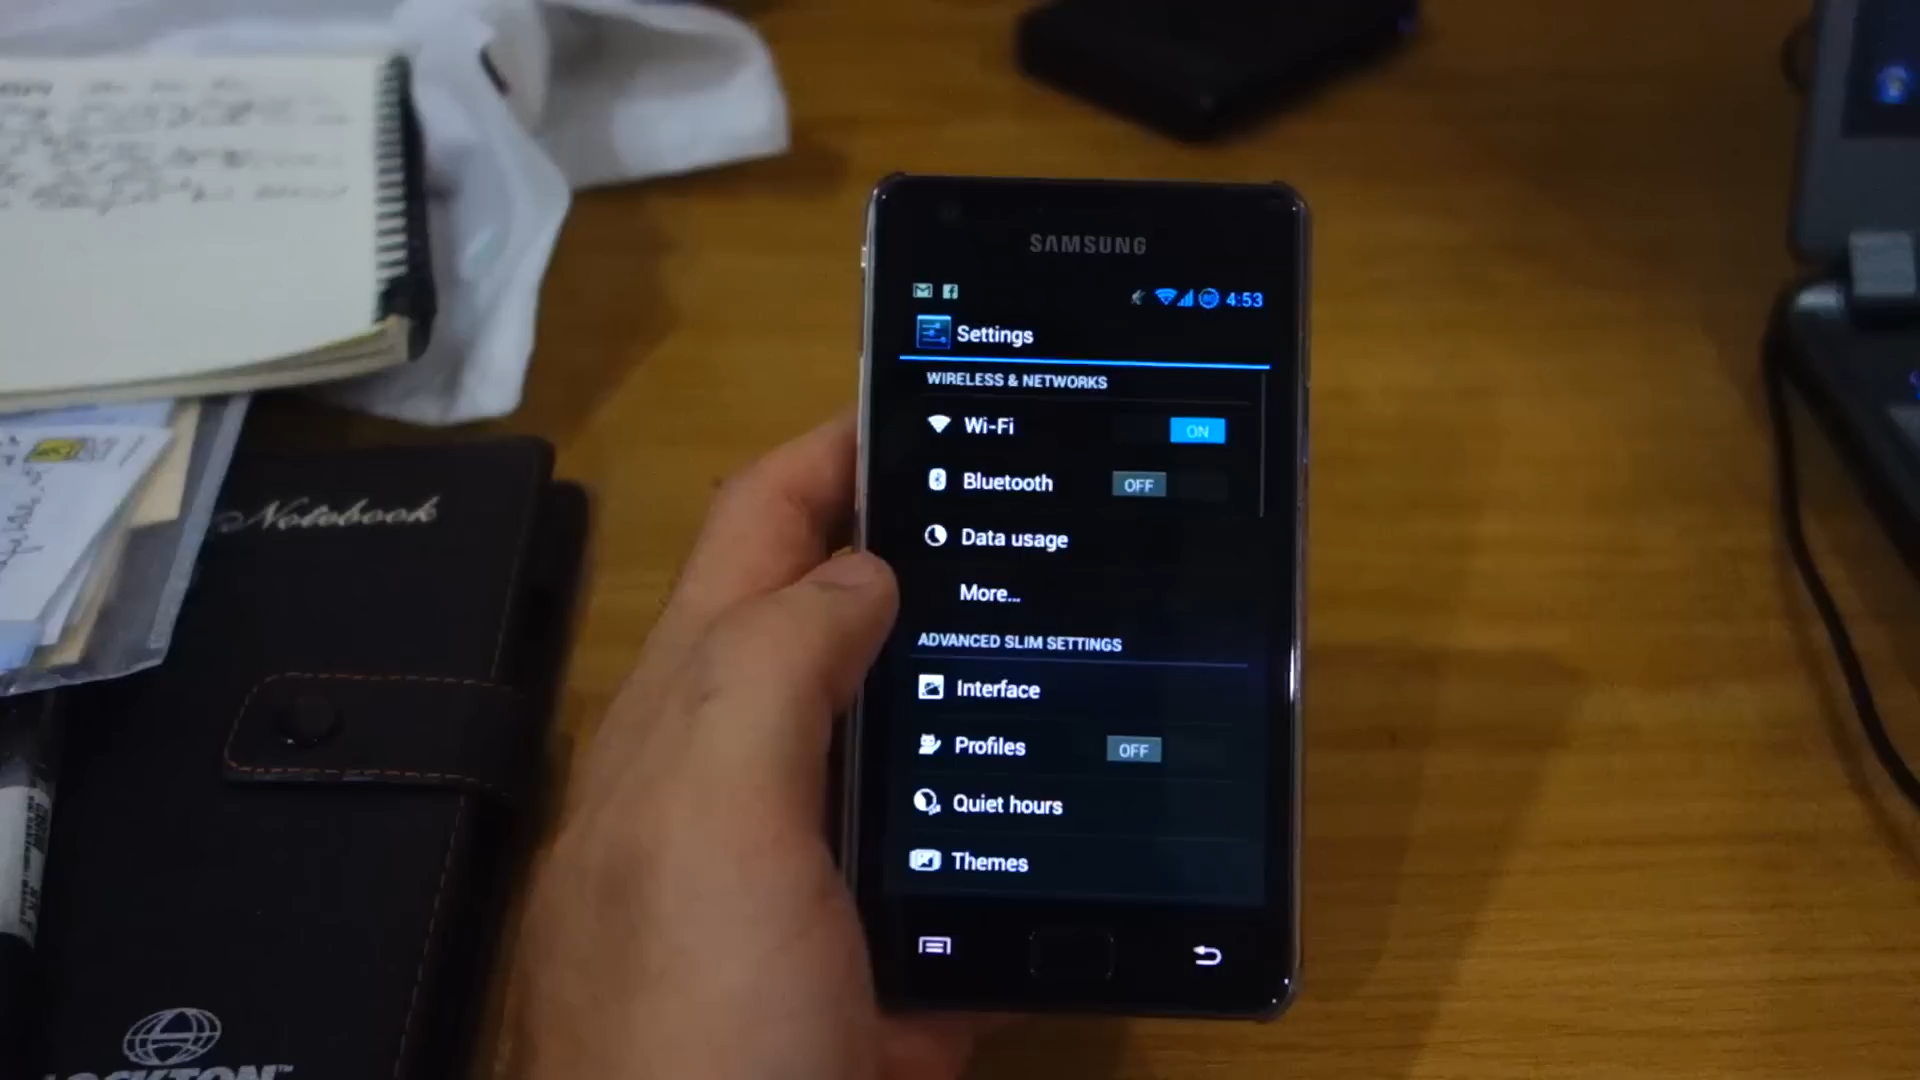 SAMSUNG
4:53
Settings
WIRELESS & NETWORKS
Wi-Fi
ON
Bluetooth
OFF
Data usage
More...
ADVANCED SLIM SETTINGS
Interface
Profiles
OFF
Quiet hours
Themes
Notebook
LOCKTON™